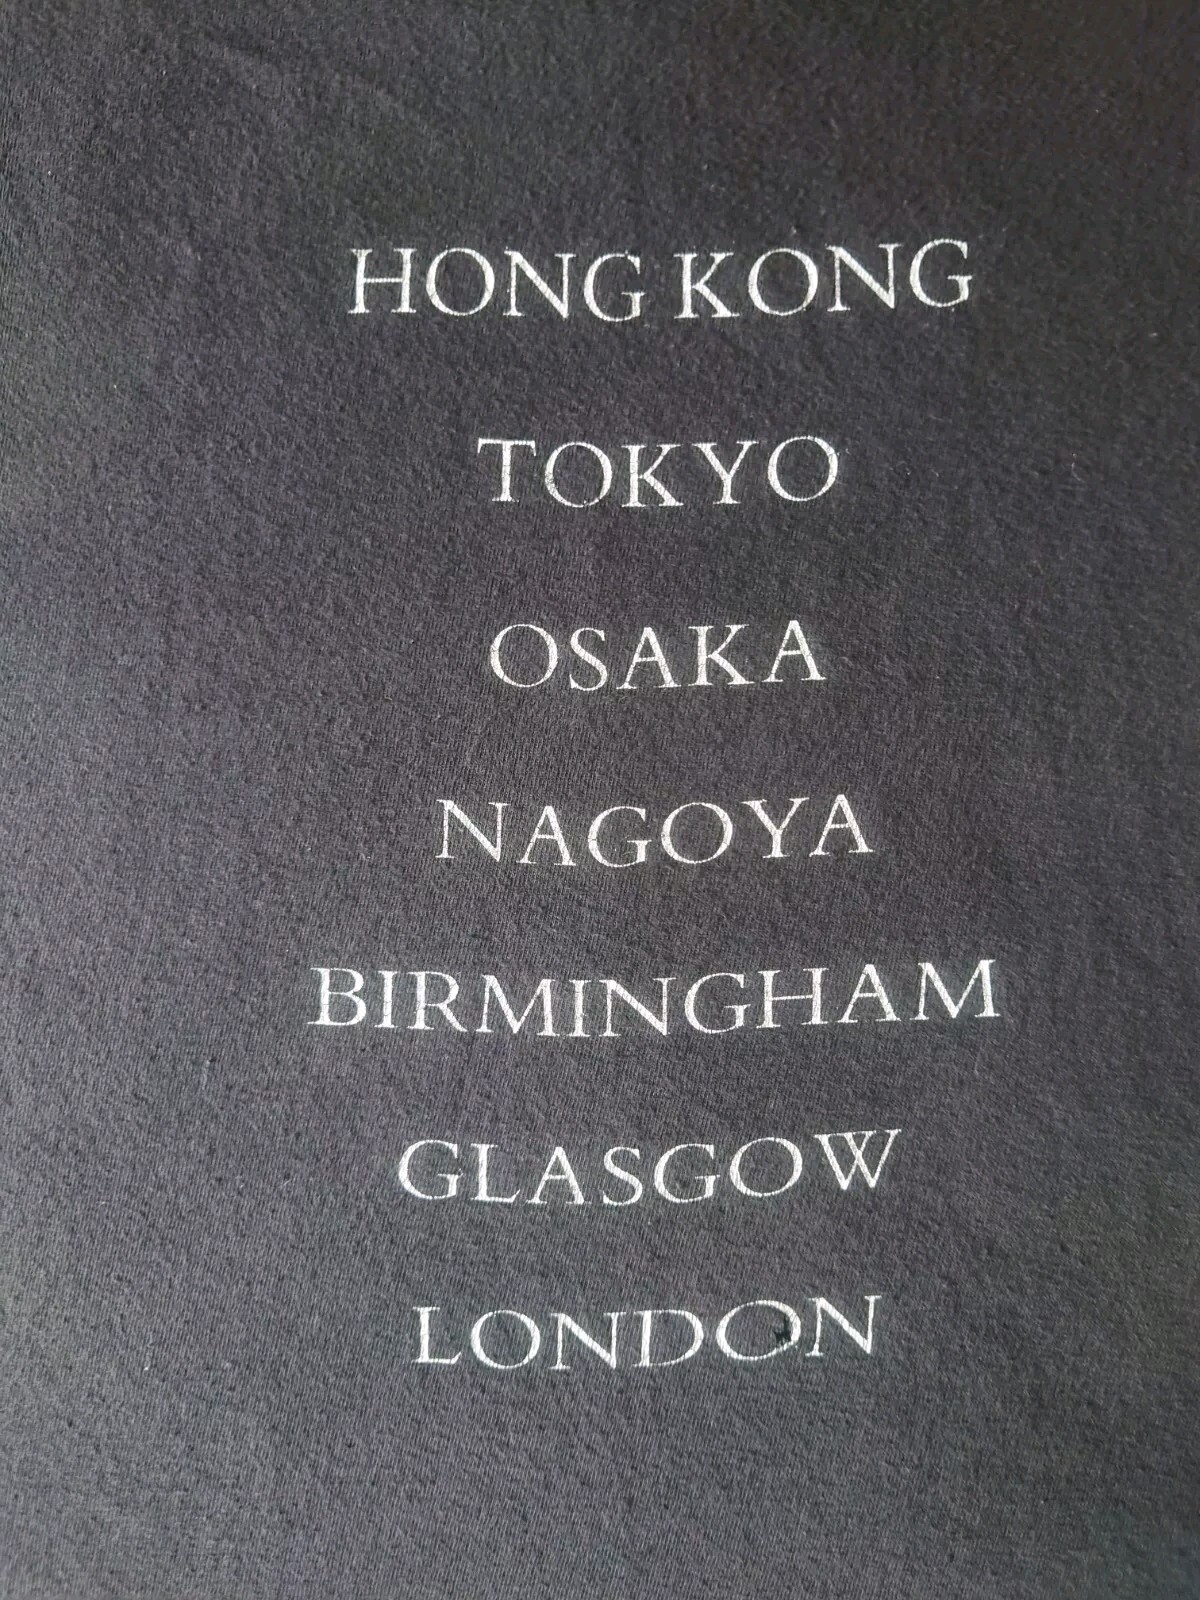 HONG KONG
TOKYO
OSAKA
NAGOYA
BIRMINGHAM
GLASGOW
LONDON